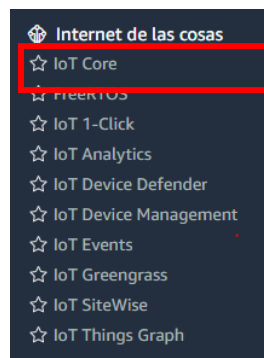 Internet de las cosas
IoT Core
FreeRTOS
IoT 1-Click
IoT Analytics
IoT Device Defender
IoT Device Management
IoT Events
IoT Greengrass
IoT SiteWise
IoT Things Graph